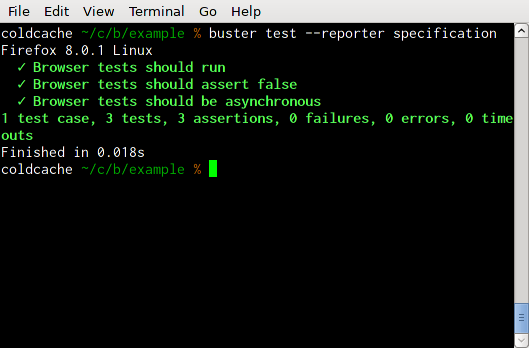 File Edit View Terminal Go Help
coldcache ~/c/b/example % buster test --reporter specification
Firefox 8.0.1 Linux
✓ Browser tests should run
✓ Browser tests should assert false
✓ Browser tests should be asynchronous
1 test case, 3 tests, 3 assertions, 0 failures, 0 errors, 0 time
outs
Finished in 0.018s
coldcache ~/c/b/example %